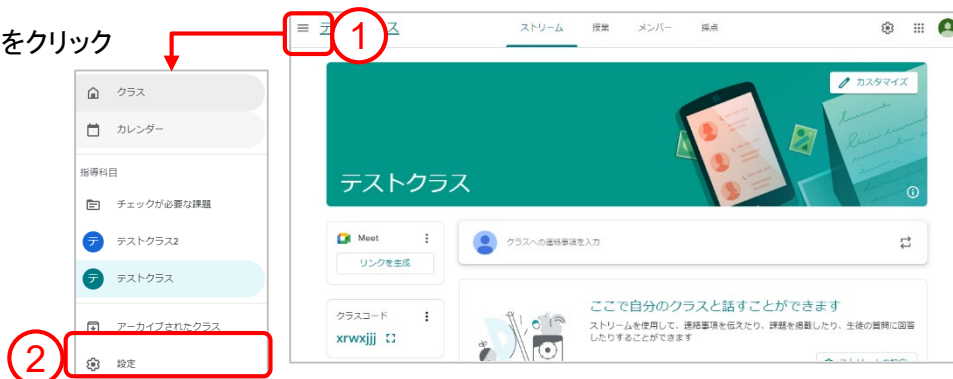 をクリック
1
テ ス
ストリーム
授業
メンバー
採点
クラス
カレンダー
指導科目
チェックが必要な課題
テ テストクラス2
テ テストクラス
アーカイブされたクラス
2
設定
カスタマイズ
テストクラス
Meet
リンクを生成
クラスへの連絡事項を入力
クラスコード
xrwxjjj
ここで自分のクラスと話すことができます
ストリームを使用して、連絡事項を伝えたり、課題を掲載したり、生徒の質問に回答
したりすることができます